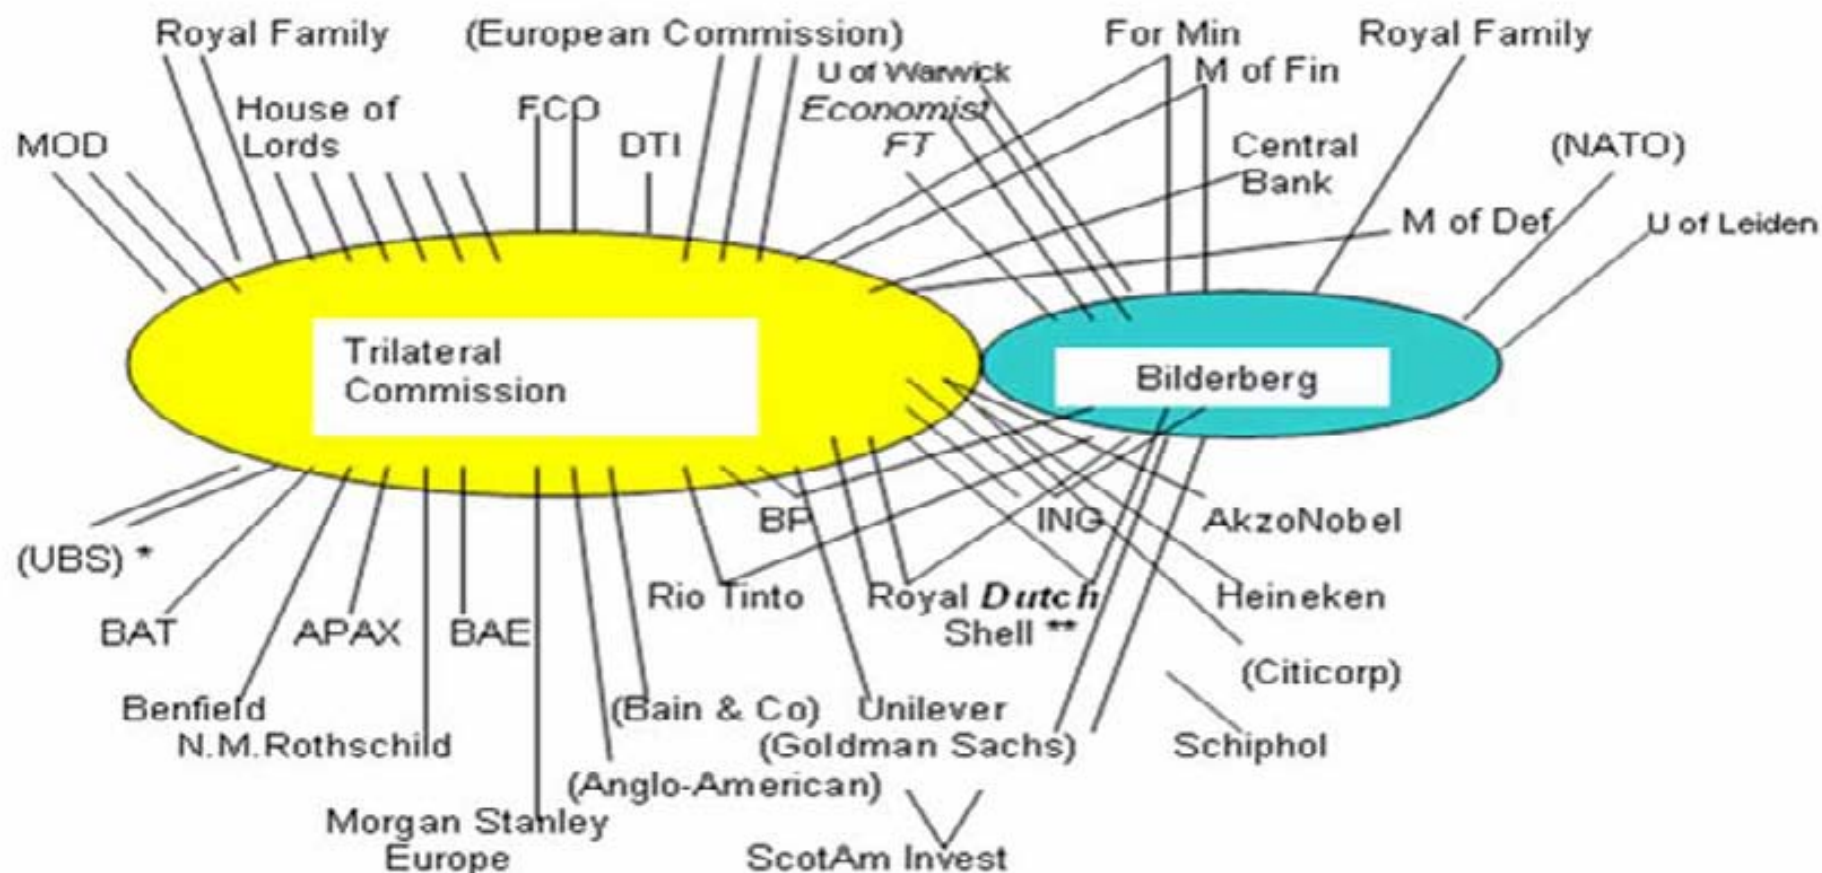 Royal Family
(European Commission)
For Min
Royal Family
U of Warwick
M of Fin
House of
Lords
FCO
Economist
MOD
DTI
FT
Central
Bank
(NATO)
M of Def
U of Leiden
Trilateral
Commission
Bilderberg
(UBS) *
BP
ING
AkzoNobel
Rio Tinto
Royal Dutch
Shell **
Heineken
BAT
APAX
BAE
(Citicorp)
Benfield
(Bain & Co)
Unilever
N.M.Rothschild
(Goldman Sachs)
Schiphol
(Anglo-American)
Morgan Stanley
Europe
ScotAm Invest